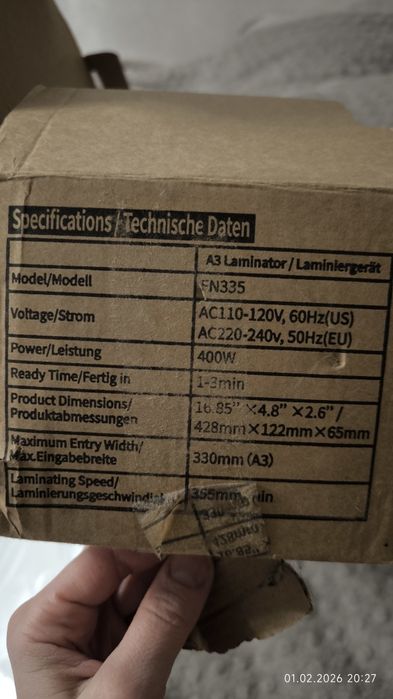 Specifications / Technische Daten
A3 Laminator / Laminiergerät
Model/Modell
FN335
Voltage/Strom
AC110-120V, 60Hz(US)
AC220-240v, 50Hz(EU)
Power/Leistung
400W
Ready Time/Fertig in
1-3min
Product Dimensions/
Produktabmessungen
16.85” ×4.8” ×2.6” /
428mm×122mm×65mm
Maximum Entry Width/
Max.Eingabebreite
330mm (A3)
Laminating Speed/
355mm
428mm
01.02.2026 20:27